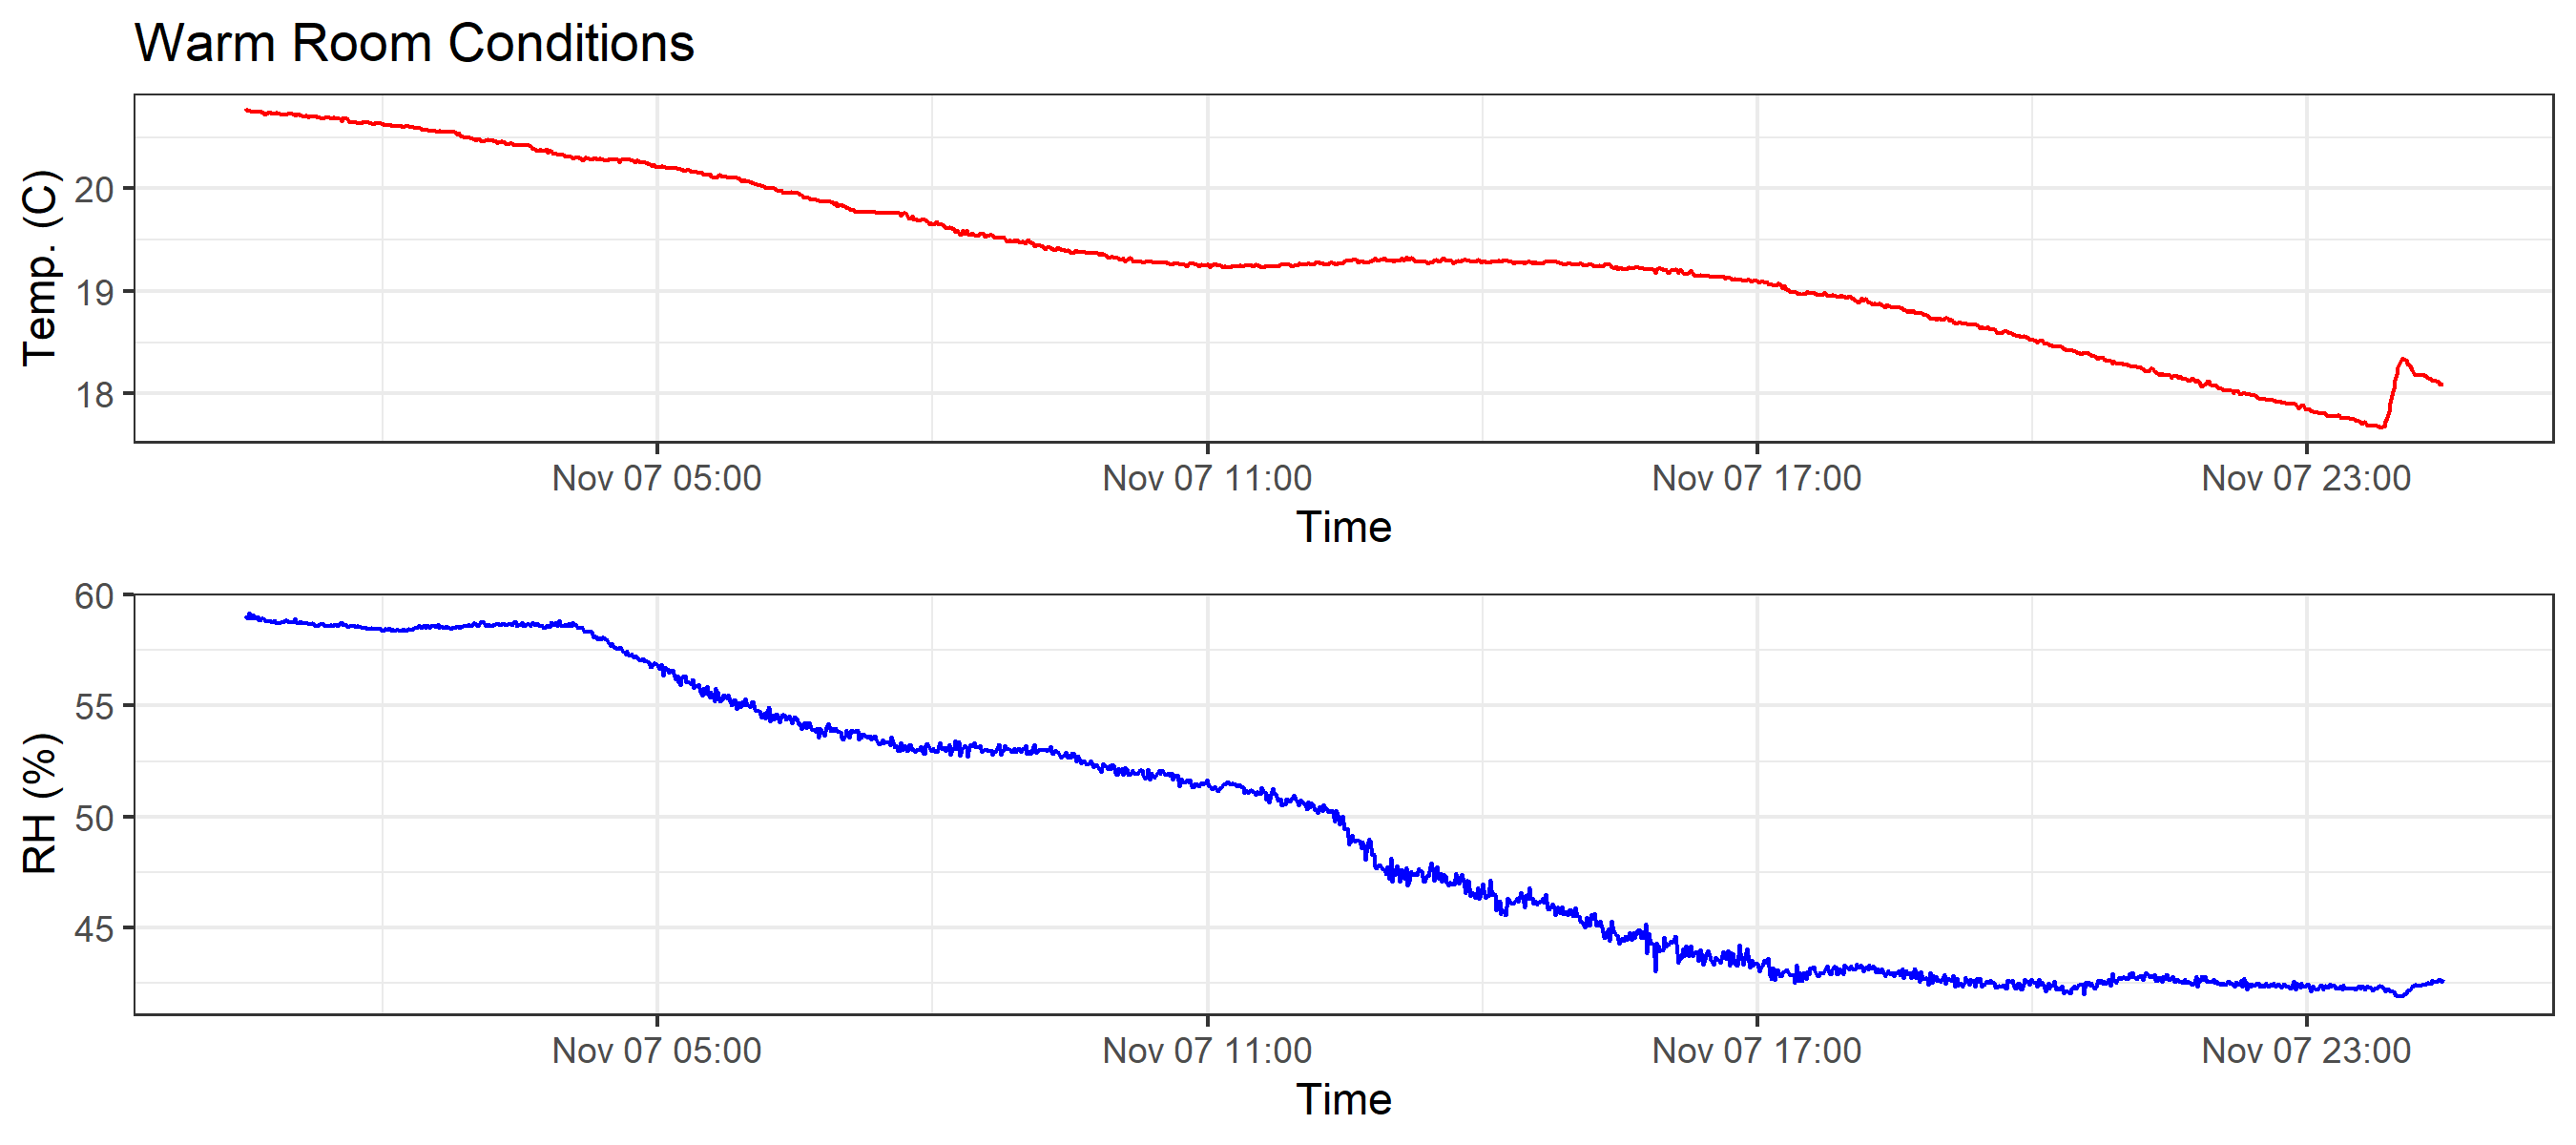 Warm Room Conditions
Temp. (C)
20
19
18
Nov 07 05:00 Nov 07 11:00 Nov 07 17:00 Nov 07 23:00
Time
RH (%)
60
55
50
45
Nov 07 05:00 Nov 07 11:00 Nov 07 17:00 Nov 07 23:00
Time